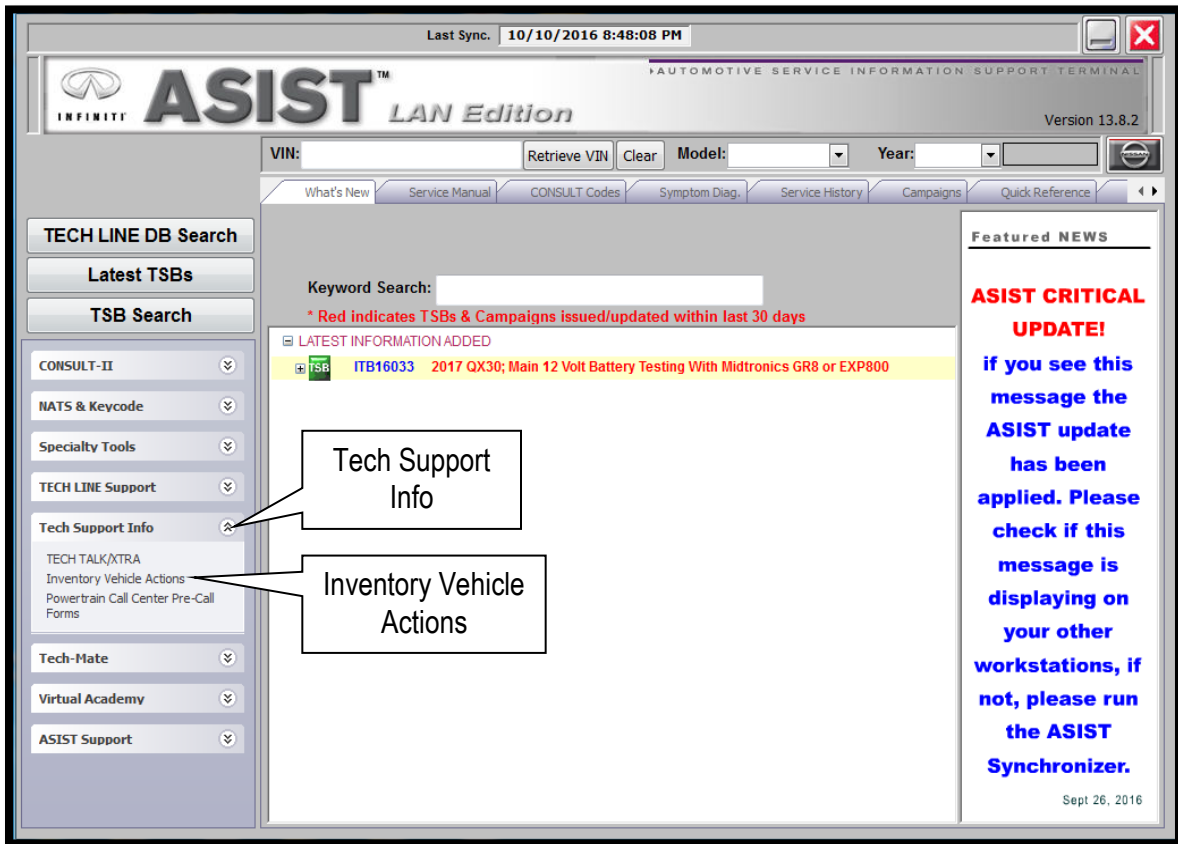 Last Sync. 10/10/2016 8:48:08 PM
INFINITI
ASIST™
LAN Edition
AUTOMOTIVE SERVICE INFORMATION SUPPORT TERMINAL
Version 13.8.2
VIN: Retrieve VIN Clear Model: Year: NISSAN
What's New Service Manual CONSULT Codes Symptom Diag. Service History Campaigns Quick Reference
TECH LINE DB Search
Latest TSBs
TSB Search
CONSULT-II
NATS & Keycode
Specialty Tools
TECH LINE Support
Tech Support Info
TECH TALK/XTRA
Inventory Vehicle Actions
Powertrain Call Center Pre-Call
Forms
Tech-Mate
Virtual Academy
ASIST Support
Keyword Search:
* Red indicates TSBs & Campaigns issued/updated within last 30 days
LATEST INFORMATION ADDED
TSB ITB16033 2017 QX30; Main 12 Volt Battery Testing With Midtronics GR8 or EXP800
Tech Support
Info
Inventory Vehicle
Actions
Featured NEWS
ASIST CRITICAL
UPDATE!
if you see this
message the
ASIST update
has been
applied. Please
check if this
message is
displaying on
your other
workstations, if
not, please run
the ASIST
Synchronizer.
Sept 26, 2016